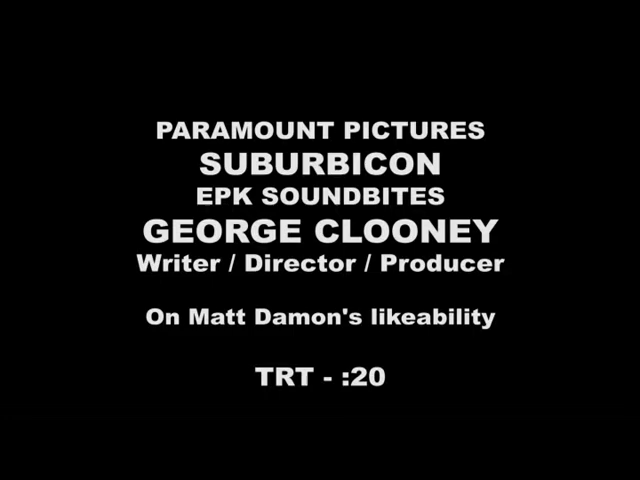 PARAMOUNT PICTURES
SUBURBICON
EPK SOUNDBITES
GEORGE CLOONEY
Writer / Director / Producer
On Matt Damon's likeability
TRT - :20